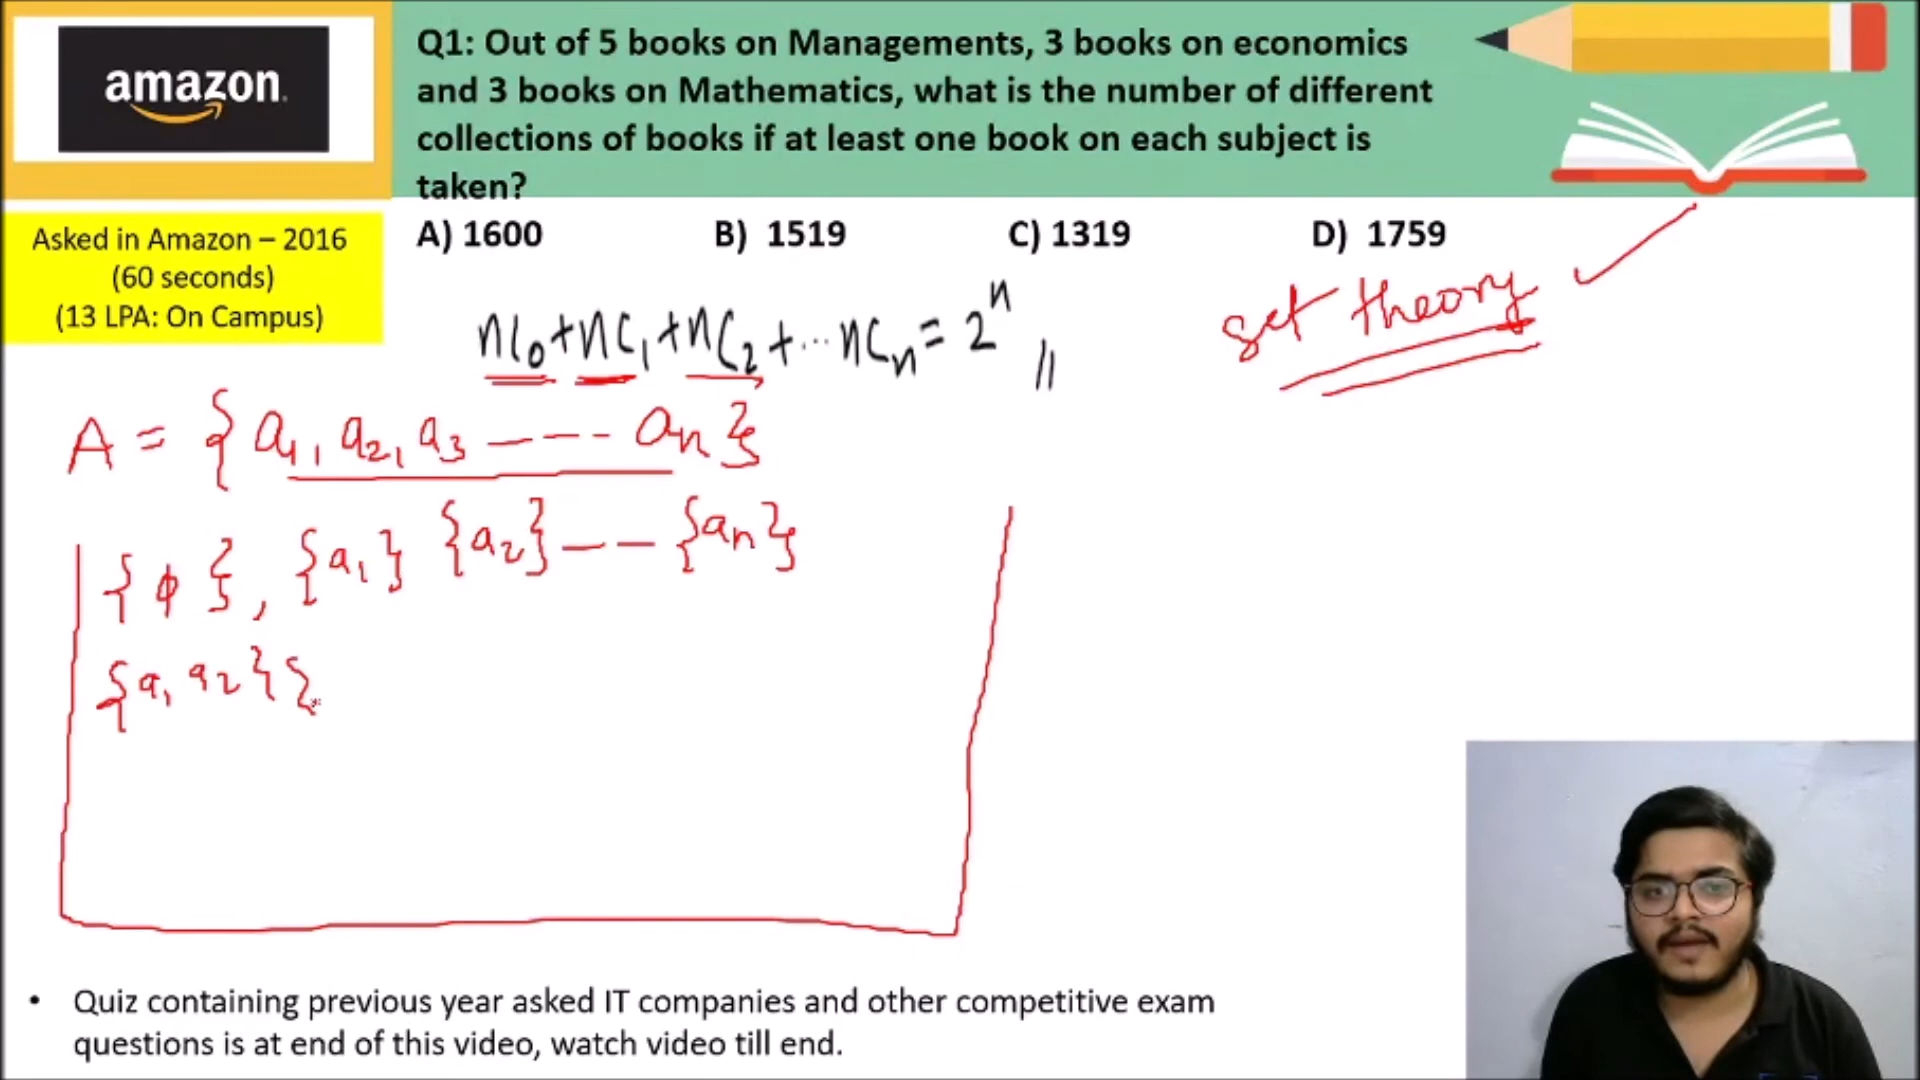 amazon
Q1: Out of 5 books on Managements, 3 books on economics
and 3 books on Mathematics, what is the number of different
collections of books if at least one book on each subject is
taken?
A) 1600 B) 1519 C) 1319 D) 1759
Asked in Amazon – 2016
(60 seconds)
(13 LPA: On Campus)
nC₀+nC₁+nC₂+...nCₙ=2ⁿ //
set theory
A = {a₁, a₂, a₃ ---- aₙ}
{ϕ}, {a₁} {a₂} -- {aₙ}
{a₁ a₂} {
• Quiz containing previous year asked IT companies and other competitive exam
questions is at end of this video, watch video till end.